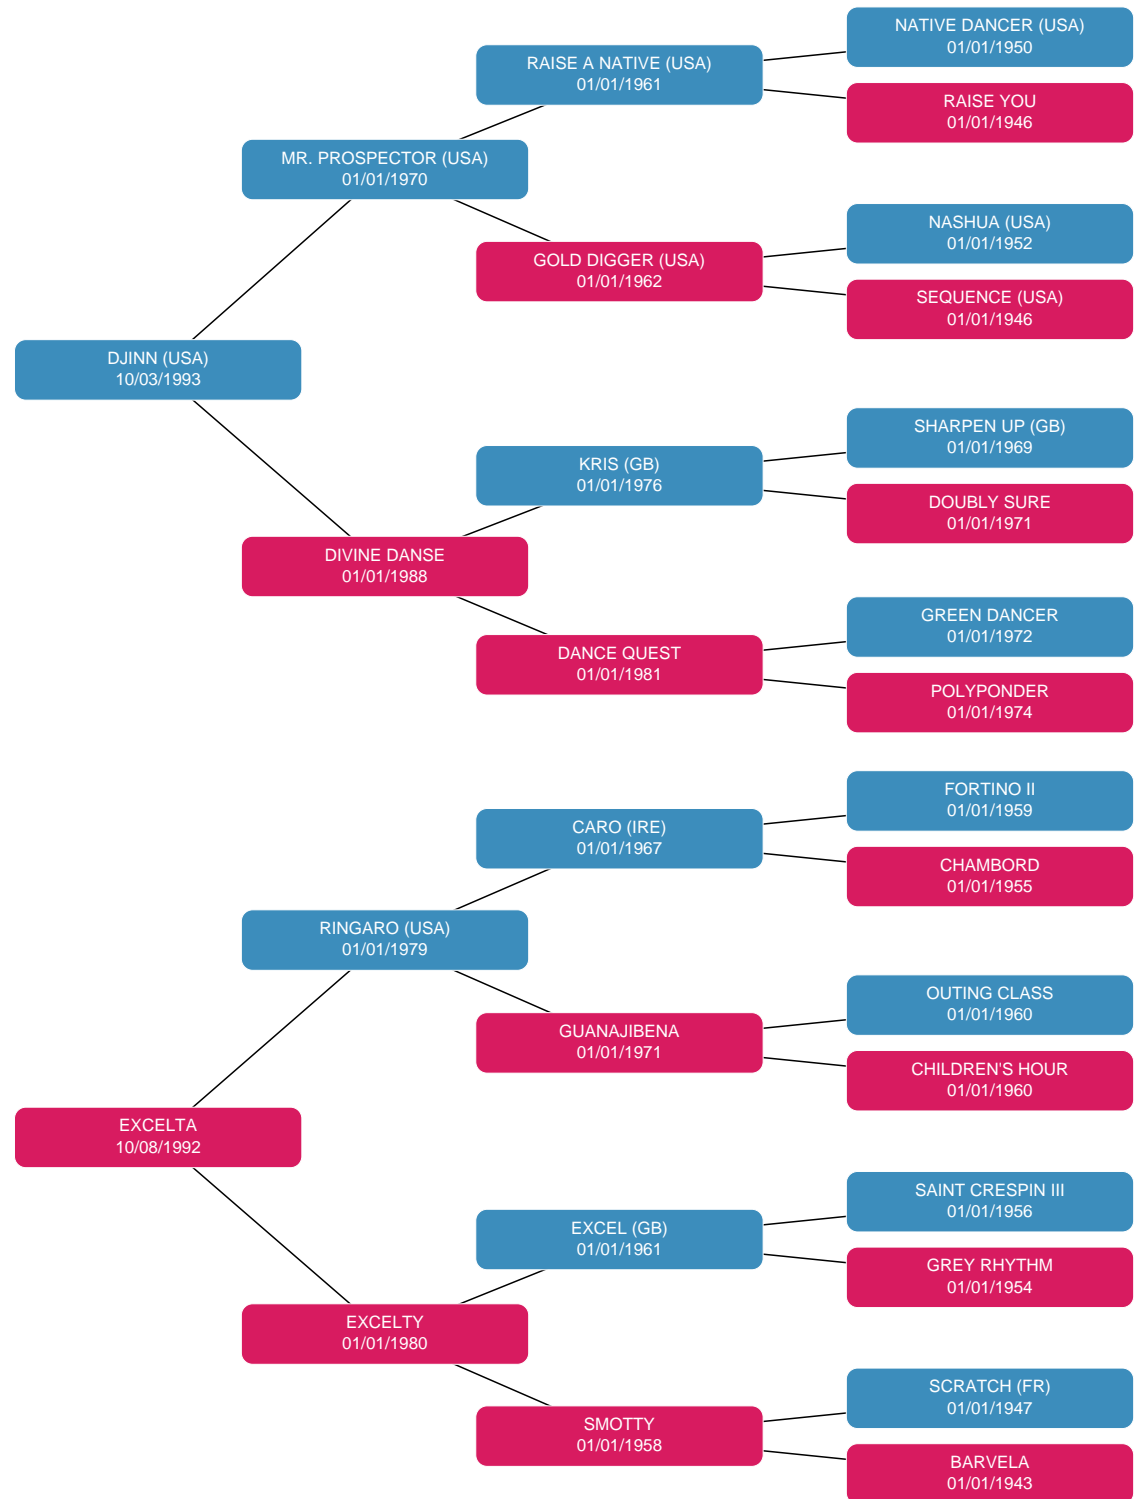 NATIVE DANCER (USA)
01/01/1950
RAISE A NATIVE (USA)
01/01/1961
RAISE YOU
01/01/1946
MR. PROSPECTOR (USA)
01/01/1970
NASHUA (USA)
01/01/1952
GOLD DIGGER (USA)
01/01/1962
SEQUENCE (USA)
01/01/1946
DJINN (USA)
10/03/1993
SHARPEN UP (GB)
01/01/1969
KRIS (GB)
01/01/1976
DOUBLY SURE
01/01/1971
DIVINE DANSE
01/01/1988
GREEN DANCER
01/01/1972
DANCE QUEST
01/01/1981
POLYPONDER
01/01/1974
FORTINO II
01/01/1959
CARO (IRE)
01/01/1967
CHAMBORD
01/01/1955
RINGARO (USA)
01/01/1979
OUTING CLASS
01/01/1960
GUANAJIBENA
01/01/1971
CHILDREN'S HOUR
01/01/1960
EXCELTA
10/08/1992
SAINT CRESPIN III
01/01/1956
EXCEL (GB)
01/01/1961
GREY RHYTHM
01/01/1954
EXCELTY
01/01/1980
SCRATCH (FR)
01/01/1947
SMOTTY
01/01/1958
BARVELA
01/01/1943